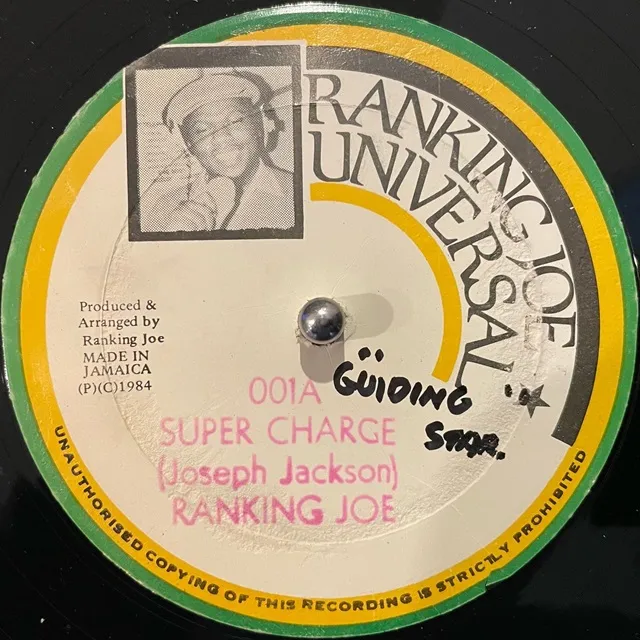 RANKING JOE
UNIVERSAL
Produced &
Arranged by
Ranking Joe
MADE IN
JAMAICA
(P)(C)1984
GUIDING
STAR.
001A
SUPER CHARGE
(Joseph Jackson)
RANKING JOE
UNAUTHORISED COPYING OF THIS RECORDING IS STRICTLY PROHIBITED